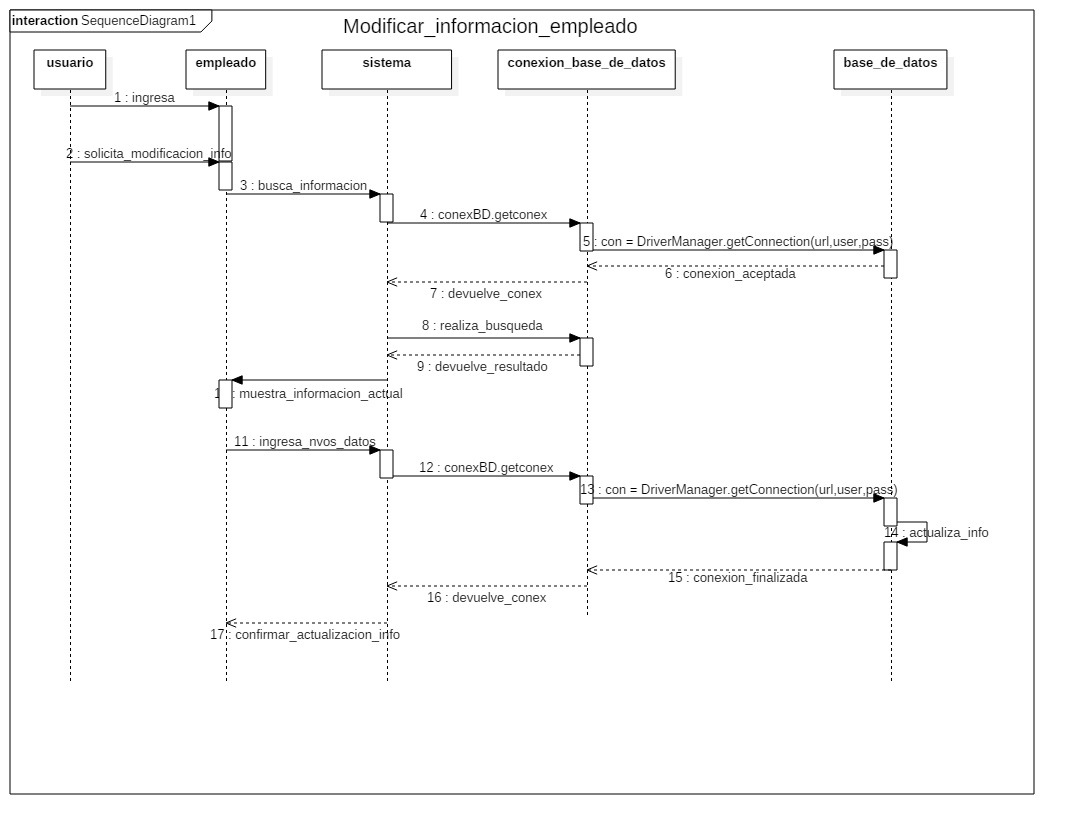 interaction SequenceDiagram1
Modificar_informacion_empleado
usuario
empleado
sistema
conexion_base_de_datos
base_de_datos
1 : ingresa
2 : solicita_modificacion_info
3 : busca_informacion
4 : conexBD.getconex
5 : con = DriverManager.getConnection(url,user,pass)
6 : conexion_aceptada
7 : devuelve_conex
8 : realiza_busqueda
9 : devuelve_resultado
1 : muestra_informacion_actual
11 : ingresa_nvos_datos
12 : conexBD.getconex
13 : con = DriverManager.getConnection(url,user,pass)
14 : actualiza_info
15 : conexion_finalizada
16 : devuelve_conex
17 : confirmar_actualizacion_info